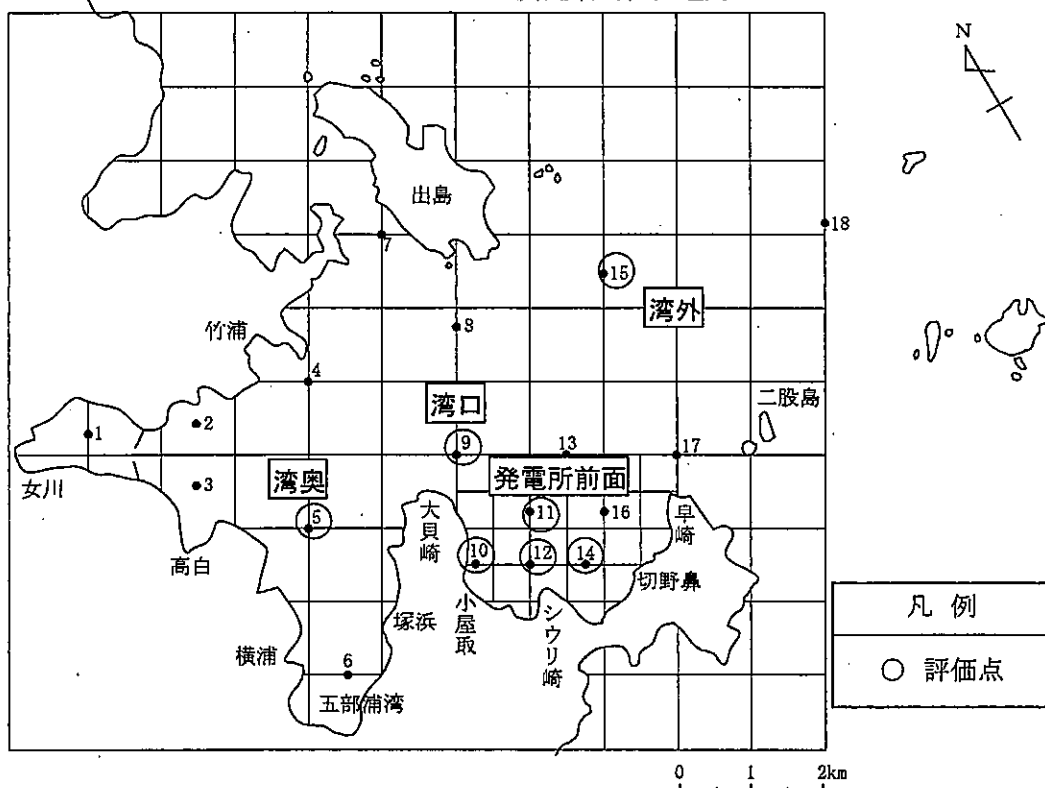 N
出島
18
7
15
湾外
竹浦
8
4
湾口
二股島
1
2
9
13
17
女川
3
湾奥
発電所前面
5
大貝崎
11
16
早崎
高白
10
12
14
切野鼻
塚浜
小屋取
シウリ崎
横浦
6
五部浦湾
凡例
○ 評価点
0 1 2km